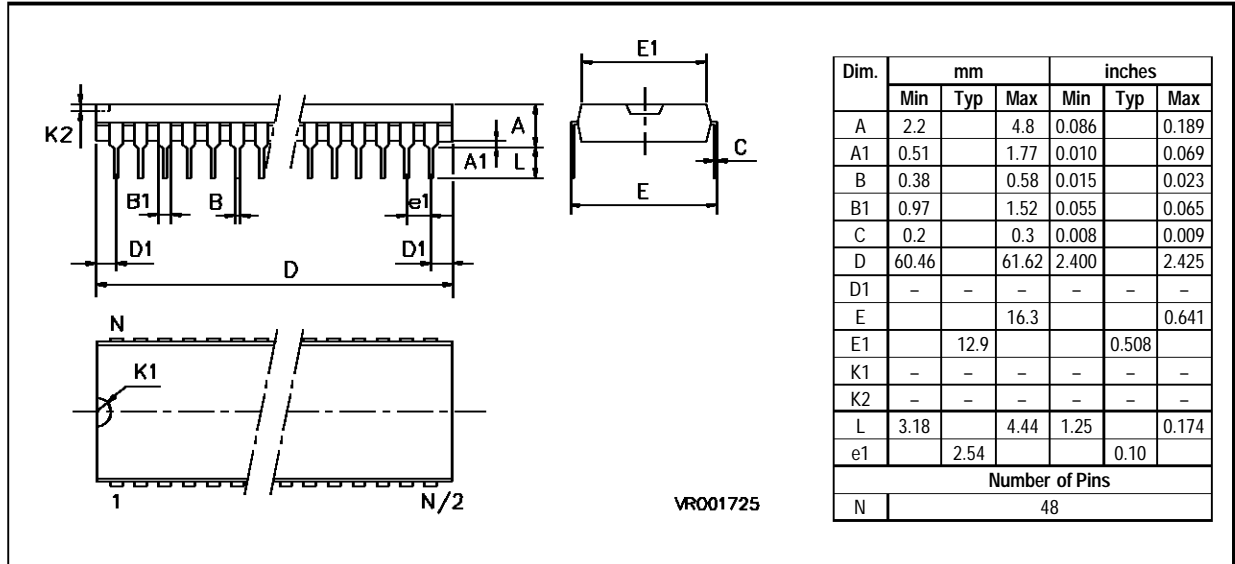 E1
K2
A
A1
L
C
B1
B
e1
E
D1
D1
D
N
K1
1
N/2
VR001725
Dim. mm inches
Min Typ Max Min Typ Max
A 2.2 4.8 0.086 0.189
A1 0.51 1.77 0.010 0.069
B 0.38 0.58 0.015 0.023
B1 0.97 1.52 0.055 0.065
C 0.2 0.3 0.008 0.009
D 60.46 61.62 2.400 2.425
D1 – – – – – –
E 16.3 0.641
E1 12.9 0.508
K1 – – – – – –
K2 – – – – – –
L 3.18 4.44 1.25 0.174
e1 2.54 0.10
Number of Pins
N 48